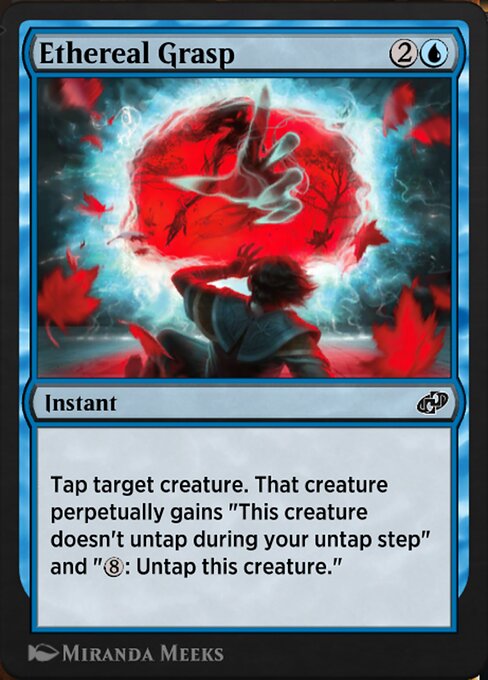 Ethereal Grasp 2
Instant
Tap target creature. That creature
perpetually gains "This creature
doesn't untap during your untap step"
and "8: Untap this creature."
Miranda Meeks